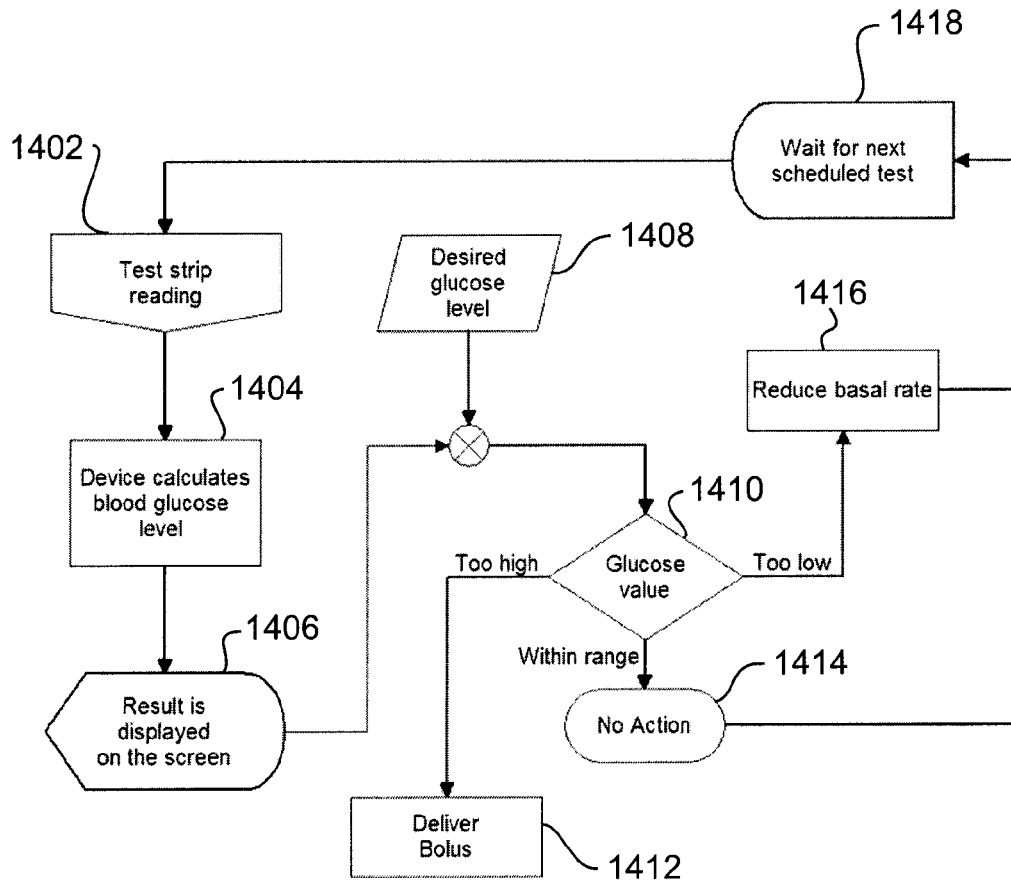 1418
Wait for next
scheduled test
1402
Test strip
reading
1408
Desired
glucose
level
1416
Reduce basal rate
1404
Device calculates
blood glucose
level
1410
Glucose
value
Too high
Too low
Within range
1406
Result is
displayed
on the screen
1414
No Action
Deliver
Bolus
1412